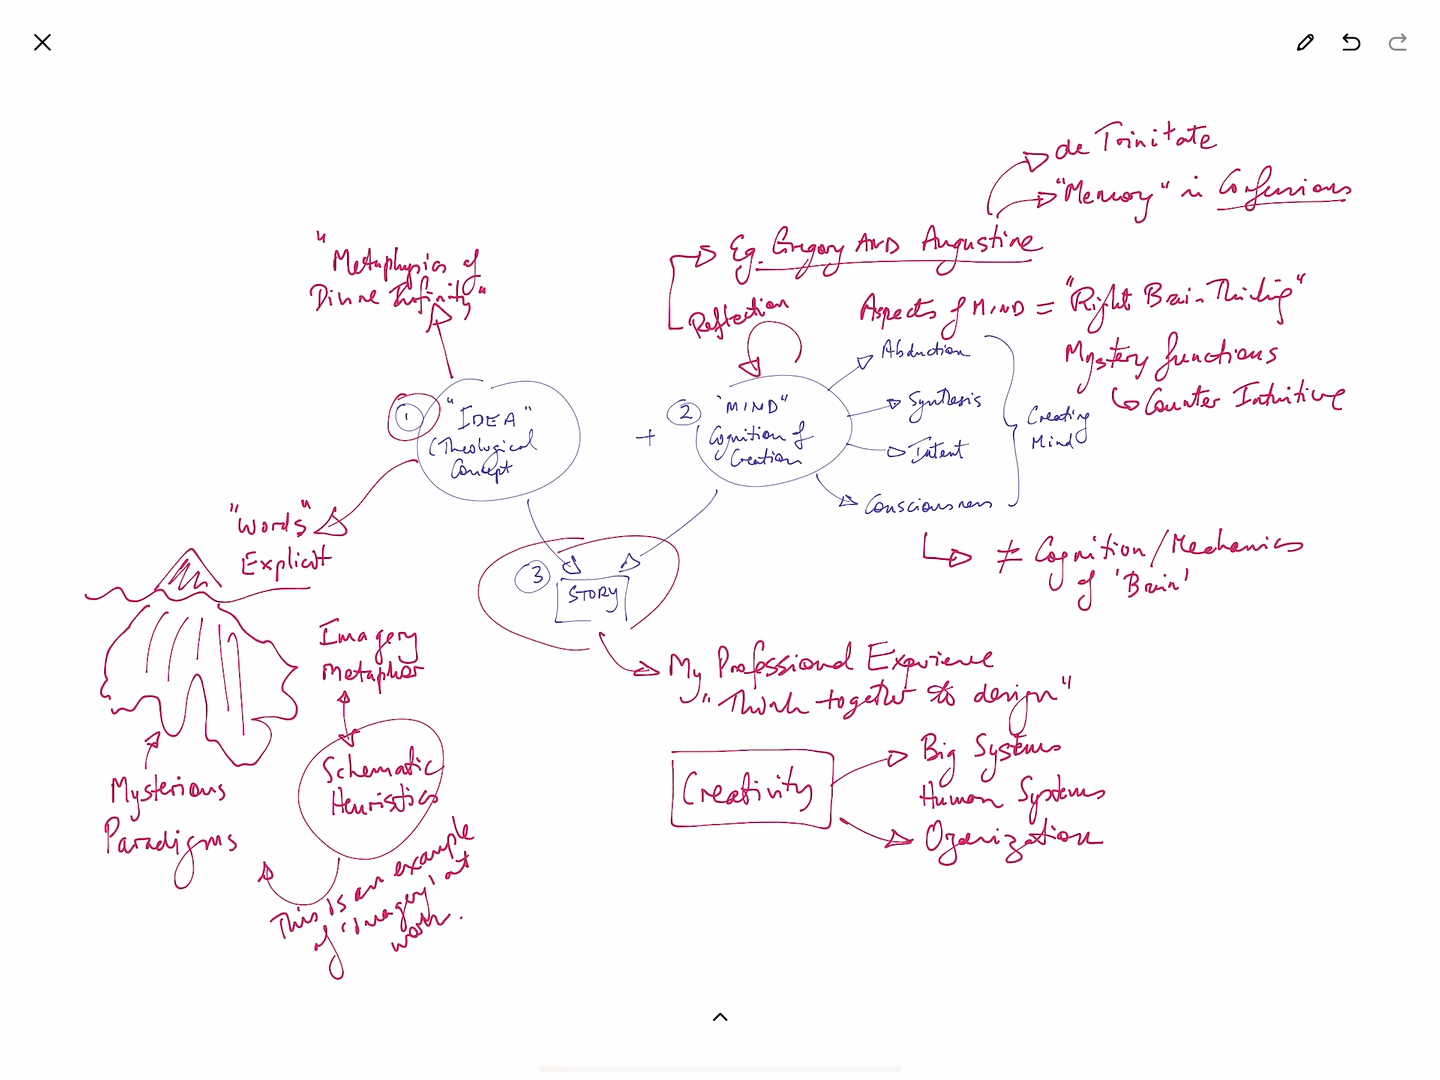 de Trinitate
"Memory" in Confessions
Eg. Gregory AND Augustine
"Metaphysics of
Divine Infinity"
Reflection
Aspects of MIND = "Right Brain Thinking"
Mystery functions
Counter Intuitive
1
"IDEA"
(Theological
Concept
+
2
"MIND"
Cognition of
Creation
Abduction
Synthesis
Intent
Consciousness
Creating
Mind
≠ Cognition/Mechanics
of 'Brain'
"Words"
Explicit
3
STORY
Imagery
Metaphor
Schematic
Heuristics
Mysterious
Paradigms
This is an example
of 'Imagery' at
work.
My Professional Experience
"Think together to design"
Creativity
Big Systems
Human Systems
Organization